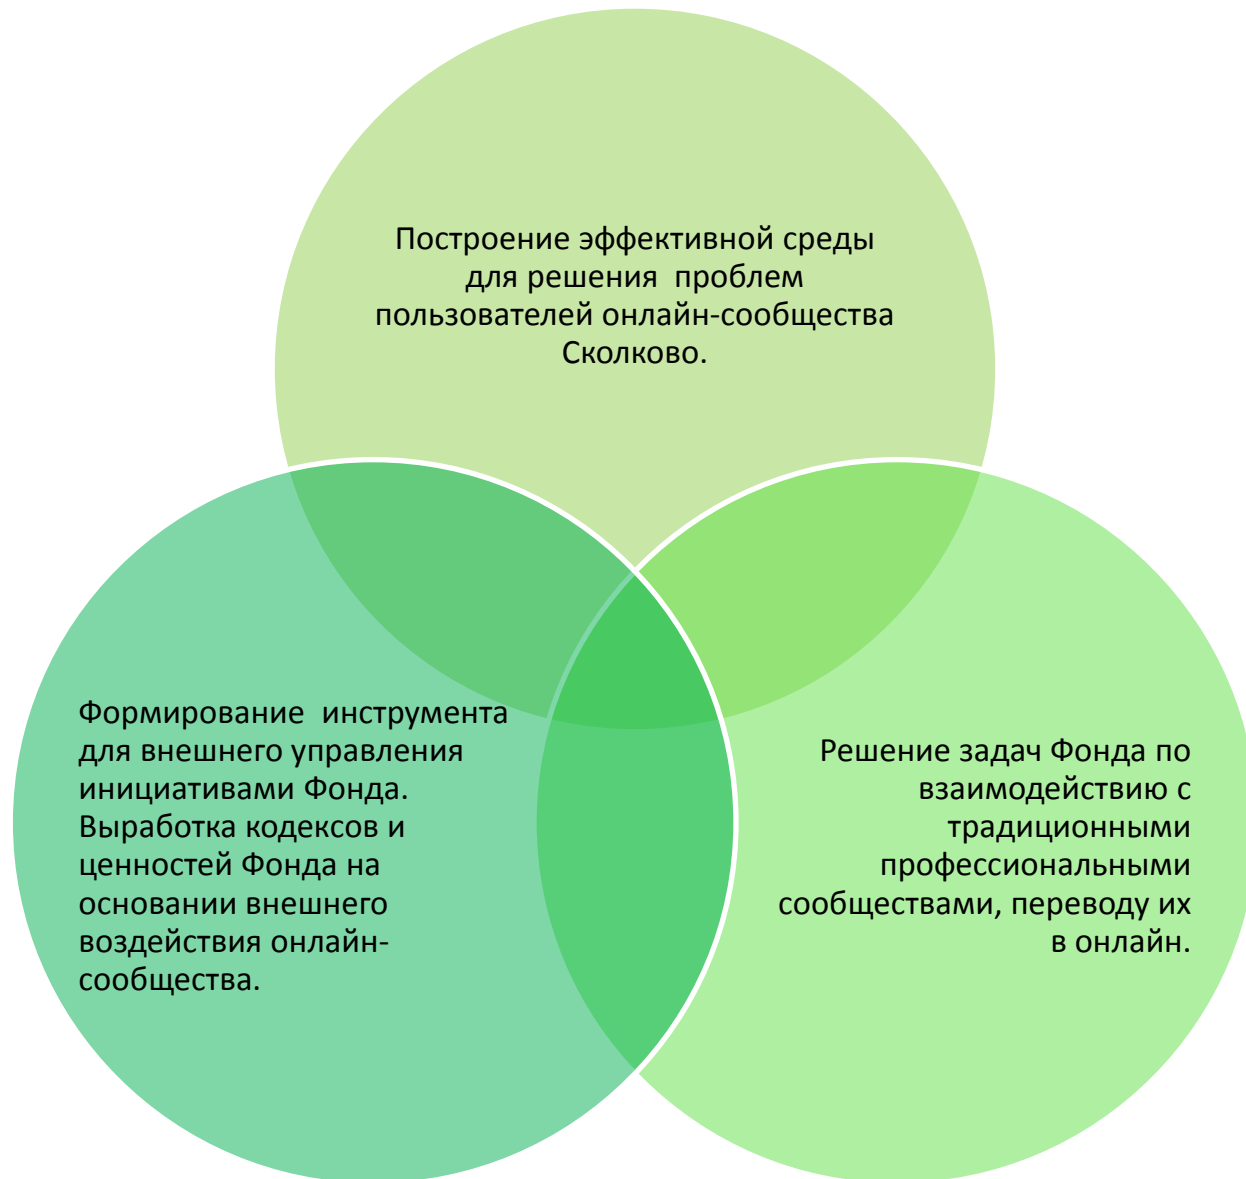 Построение эффективной среды
для решения  проблем
пользователей онлайн-сообщества
Сколково.
Формирование  инструмента
для внешнего управления
инициативами Фонда.
Выработка кодексов и
ценностей Фонда на
основании внешнего
воздействия онлайн-
сообщества.
Решение задач Фонда по
взаимодействию с
традиционными
профессиональными
сообществами, переводу их
в онлайн.